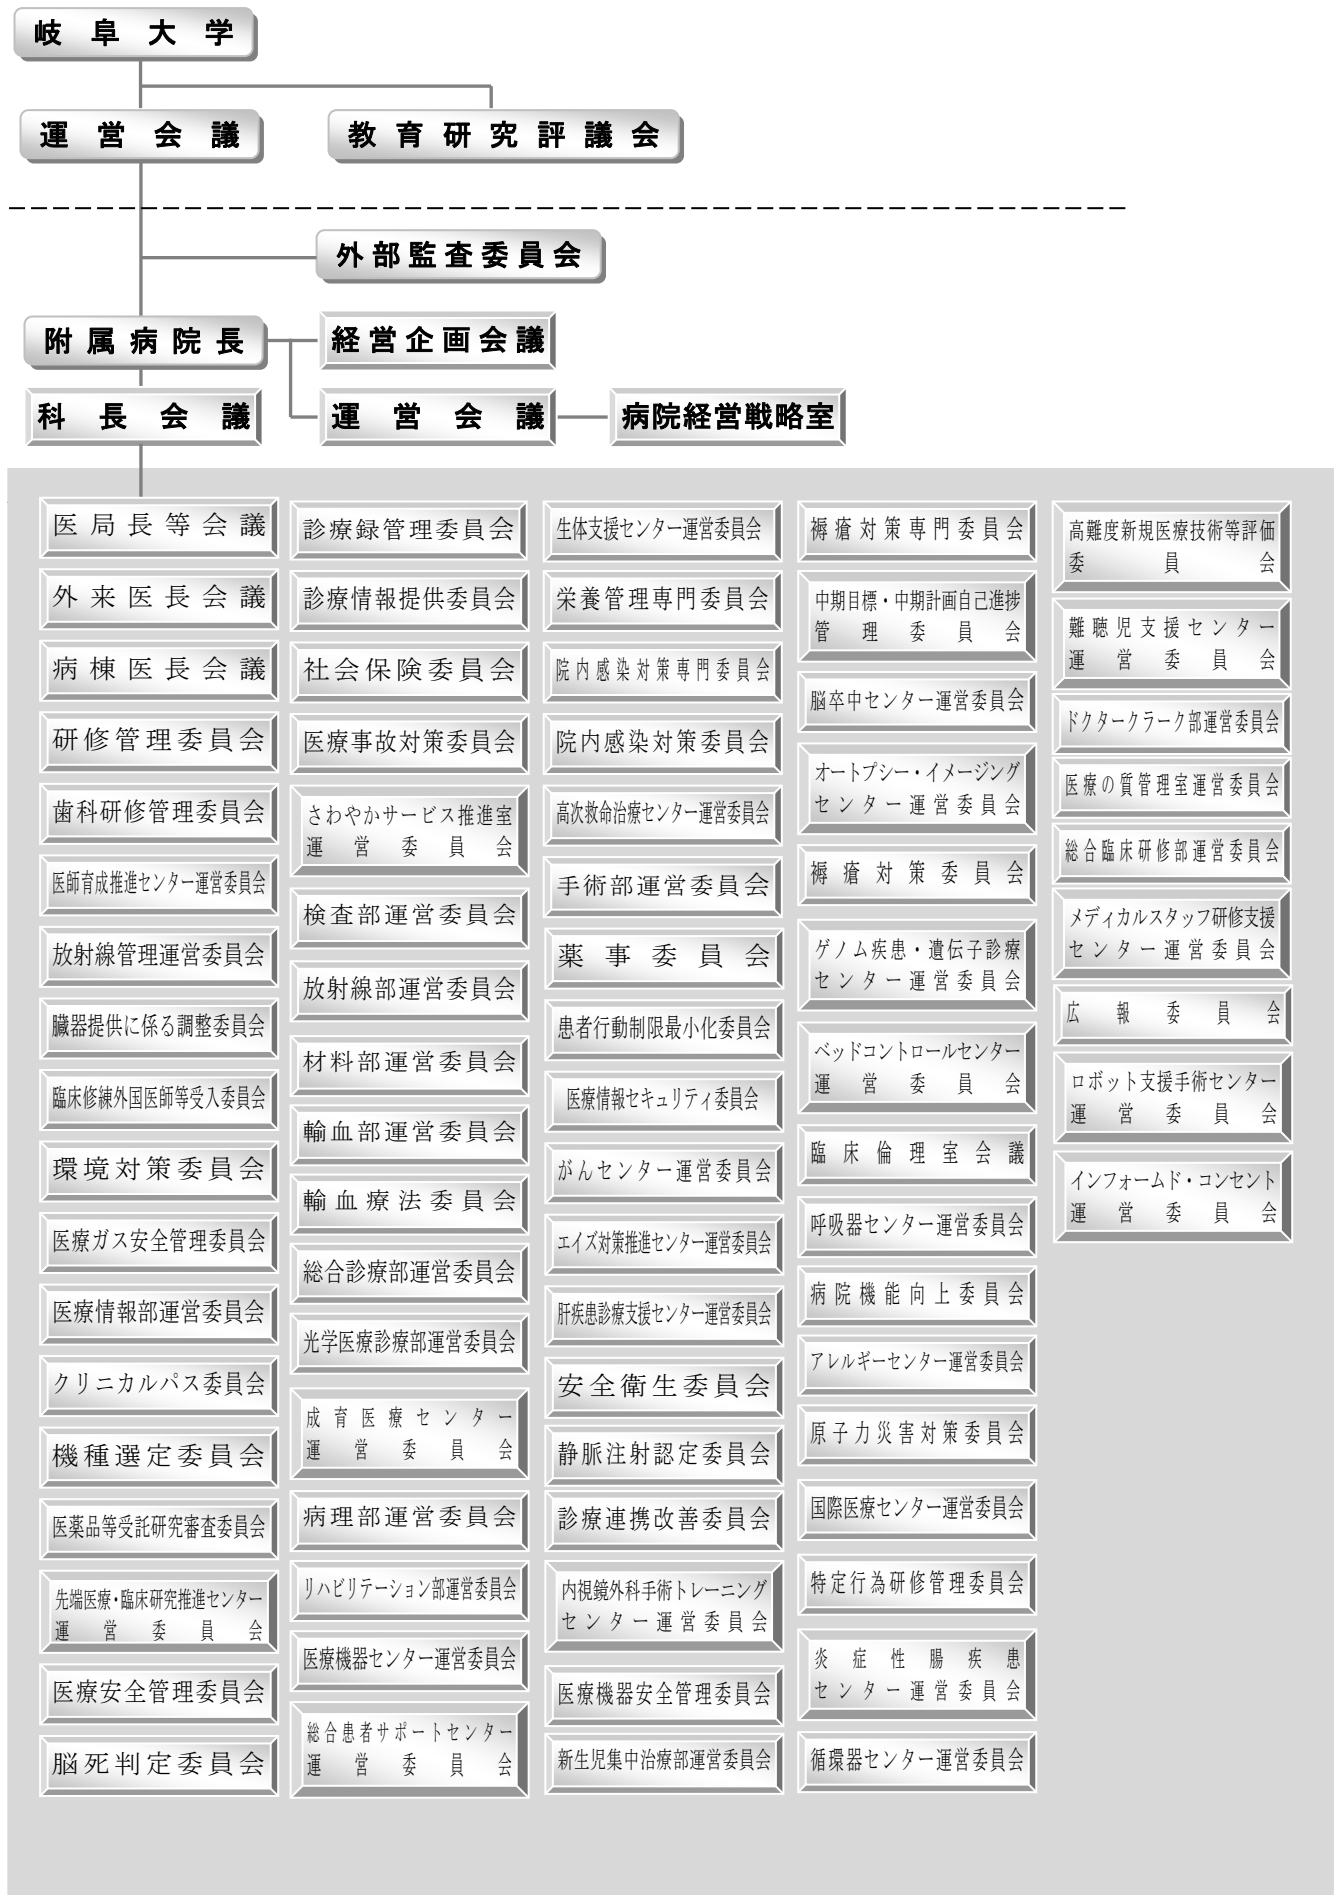 岐阜大学
運営会議
教育研究評議会
外部監査委員会
附属病院長
経営企画会議
科長会議
運営会議
病院経営戦略室
医局長等会議
外来医長会議
病棟医長会議
研修管理委員会
歯科研修管理委員会
医師育成推進センター運営委員会
放射線管理運営委員会
臓器提供に係る調整委員会
臨床修練外国医師等受入委員会
環境対策委員会
医療ガス安全管理委員会
医療情報部運営委員会
クリニカルパス委員会
機種選定委員会
医薬品等受託研究審査委員会
先端医療・臨床研究推進センター
運営委員会
医療安全管理委員会
脳死判定委員会
診療録管理委員会
診療情報提供委員会
社会保険委員会
医療事故対策委員会
さわやかサービス推進室
運営委員会
検査部運営委員会
放射線部運営委員会
材料部運営委員会
輸血部運営委員会
輸血療法委員会
総合診療部運営委員会
光学医療診療部運営委員会
成育医療センター
運営委員会
病理部運営委員会
リハビリテーション部運営委員会
医療機器センター運営委員会
総合患者サポートセンター
運営委員会
生体支援センター運営委員会
栄養管理専門委員会
院内感染対策専門委員会
院内感染対策委員会
高次救命治療センター運営委員会
手術部運営委員会
薬事委員会
患者行動制限最小化委員会
医療情報セキュリティ委員会
がんセンター運営委員会
エイズ対策推進センター運営委員会
肝疾患診療支援センター運営委員会
安全衛生委員会
静脈注射認定委員会
診療連携改善委員会
内視鏡外科手術トレーニング
センター運営委員会
医療機器安全管理委員会
新生児集中治療部運営委員会
褥瘡対策専門委員会
中期目標・中期計画自己進捗
管理委員会
脳卒中センター運営委員会
オートプシー・イメージング
センター運営委員会
褥瘡対策委員会
ゲノム疾患・遺伝子診療
センター運営委員会
ベッドコントロールセンター
運営委員会
臨床倫理室会議
呼吸器センター運営委員会
病院機能向上委員会
アレルギーセンター運営委員会
原子力災害対策委員会
国際医療センター運営委員会
特定行為研修管理委員会
炎症性腸疾患
センター運営委員会
循環器センター運営委員会
高難度新規医療技術等評価
委員会
難聴児支援センター
運営委員会
ドクタークラーク部運営委員会
医療の質管理室運営委員会
総合臨床研修部運営委員会
メディカルスタッフ研修支援
センター運営委員会
広報委員会
ロボット支援手術センター
運営委員会
インフォームド・コンセント
運営委員会